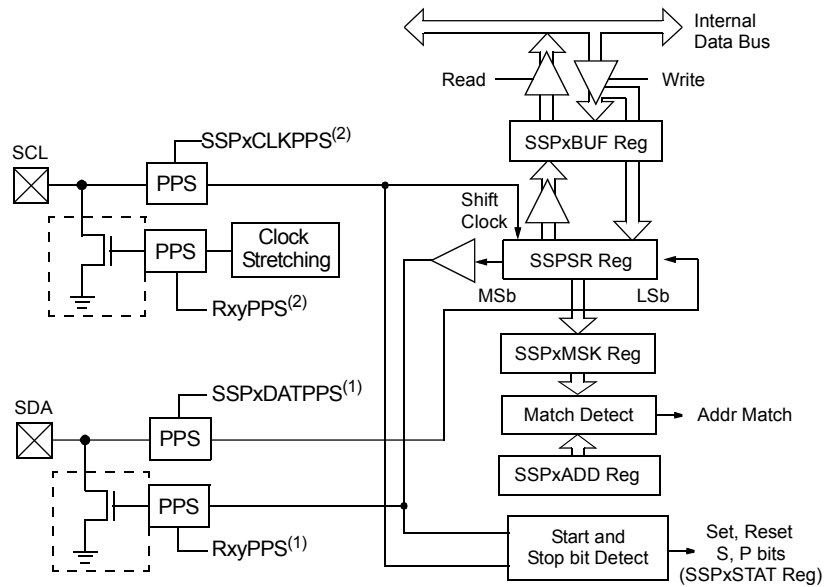 Internal
Data Bus
Read
Write
SSPxCLKPPS(2)
SSPxBUF Reg
SCL
PPS
Shift
Clock
PPS
Clock
Stretching
SSPSR Reg
MSb
LSb
RxyPPS(2)
SSPxMSK Reg
SSPxDATPPS(1)
SDA
PPS
Match Detect
Addr Match
SSPxADD Reg
PPS
RxyPPS(1)
Start and
Stop bit Detect
Set, Reset
S, P bits
(SSPxSTAT Reg)